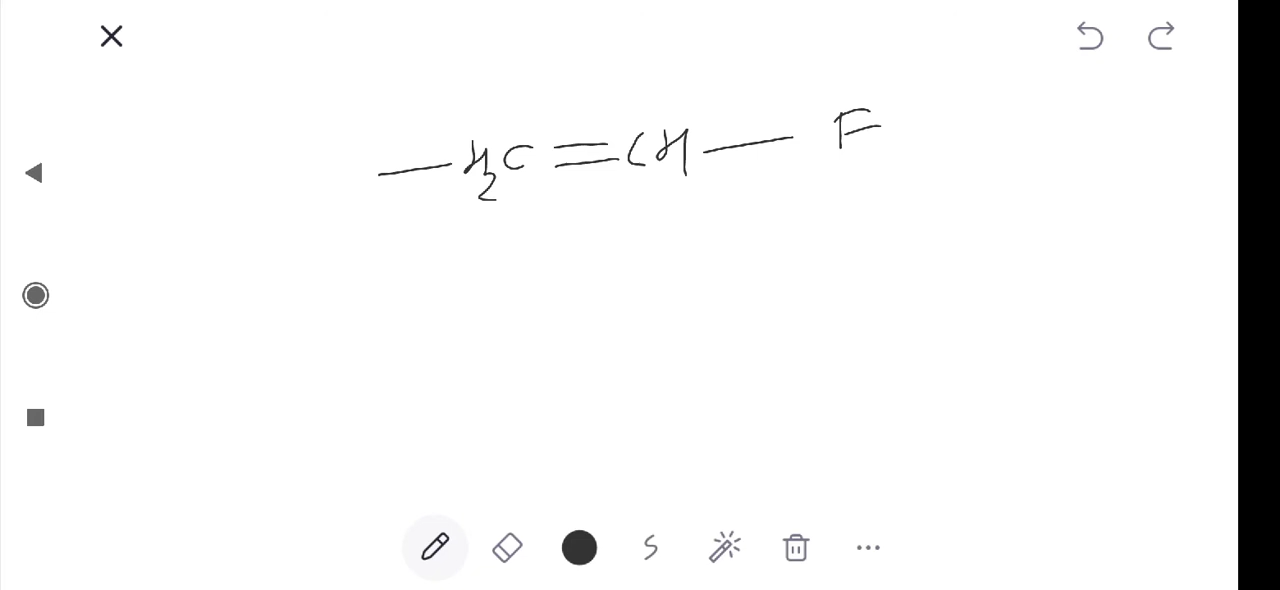 — H₂C = CH — F